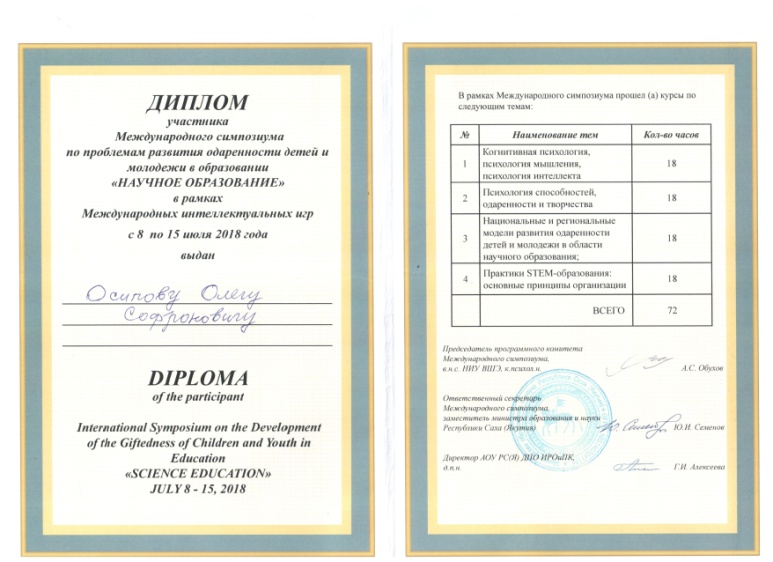 ДИПЛОМ
участника
Международного симпозиума
по проблемам развития одаренности детей и
молодежи в образовании
«НАУЧНОЕ ОБРАЗОВАНИЕ»
в рамках
Международных интеллектуальных игр
с 8 по 15 июля 2018 года
выдан
Осипову Олегу
Софроновичу
DIPLOMA
of the participant
International Symposium on the Development
of the Giftedness of Children and Youth in
Education
«SCIENCE EDUCATION»
JULY 8 - 15, 2018
В рамках Международного симпозиума прошел (а) курсы по
следующим темам:
№ Наименование тем Кол-во часов
1 Когнитивная психология,
психология мышления,
психология интеллекта 18
2 Психология способностей,
одаренности и творчества 18
3 Национальные и региональные
модели развития одаренности
детей и молодежи в области
научного образования; 18
4 Практики STEM-образования:
основные принципы организации 18
ВСЕГО 72
Председатель программного комитета
Международного симпозиума,
в.н.с. НИУ ВШЭ, к.психол.н. А.С. Обухов
Ответственный секретарь
Международного симпозиума,
заместитель министра образования и науки
Республики Саха (Якутия) Ю.И. Семенов
Директор АОУ РС(Я) ДПО ИРОиПК,
д.п.н. Г.И. Алексеева